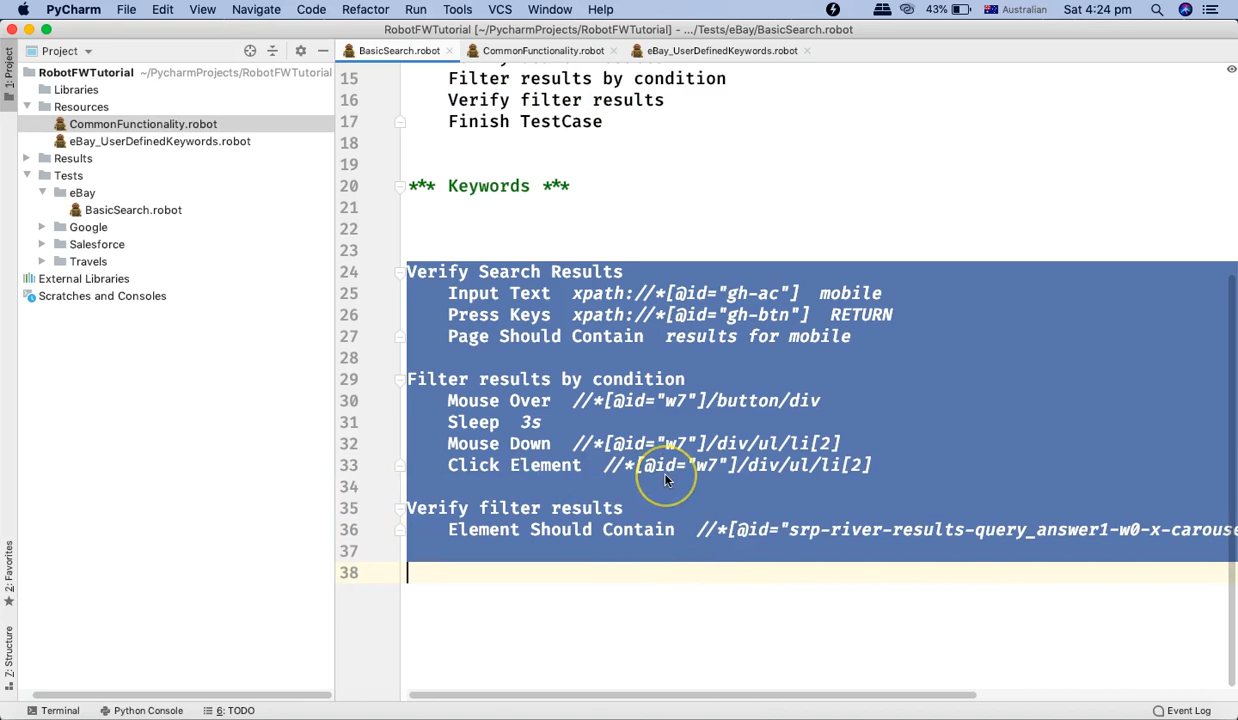 PyCharm File Edit View Navigate Code Refactor Run Tools VCS Window Help 43% Australian Sat 4:24 pm
RobotFWTutorial [~/PycharmProjects/RobotFWTutorial] - .../Tests/eBay/BasicSearch.robot
Project
BasicSearch.robot CommonFunctionality.robot eBay_UserDefinedKeywords.robot
1: Project
RobotFWTutorial ~/PycharmProjects/RobotFWTutorial
Libraries
Resources
CommonFunctionality.robot
eBay_UserDefinedKeywords.robot
Results
Tests
eBay
BasicSearch.robot
Google
Salesforce
Travels
External Libraries
Scratches and Consoles
2: Favorites
7: Structure
15 Filter results by condition
16 Verify filter results
17 Finish TestCase
18
19
20 *** Keywords ***
21
22
23
24 Verify Search Results
25 Input Text xpath://*[@id="gh-ac"] mobile
26 Press Keys xpath://*[@id="gh-btn"] RETURN
27 Page Should Contain results for mobile
28
29 Filter results by condition
30 Mouse Over //*[@id="w7"]/button/div
31 Sleep 3s
32 Mouse Down //*[@id="w7"]/div/ul/li[2]
33 Click Element //*[@id="w7"]/div/ul/li[2]
34
35 Verify filter results
36 Element Should Contain //*[@id="srp-river-results-query_answer1-w0-x-carouse
37
38
Terminal Python Console 6: TODO Event Log